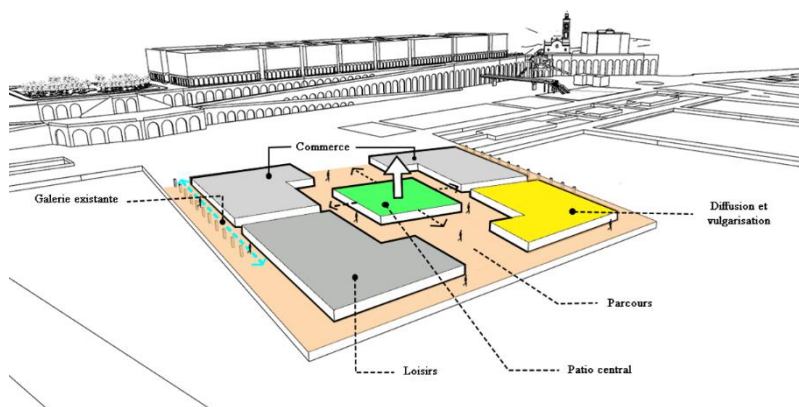 Commerce
Galerie existante
Diffusion et
vulgarisation
Parcours
Loisirs
Patio central